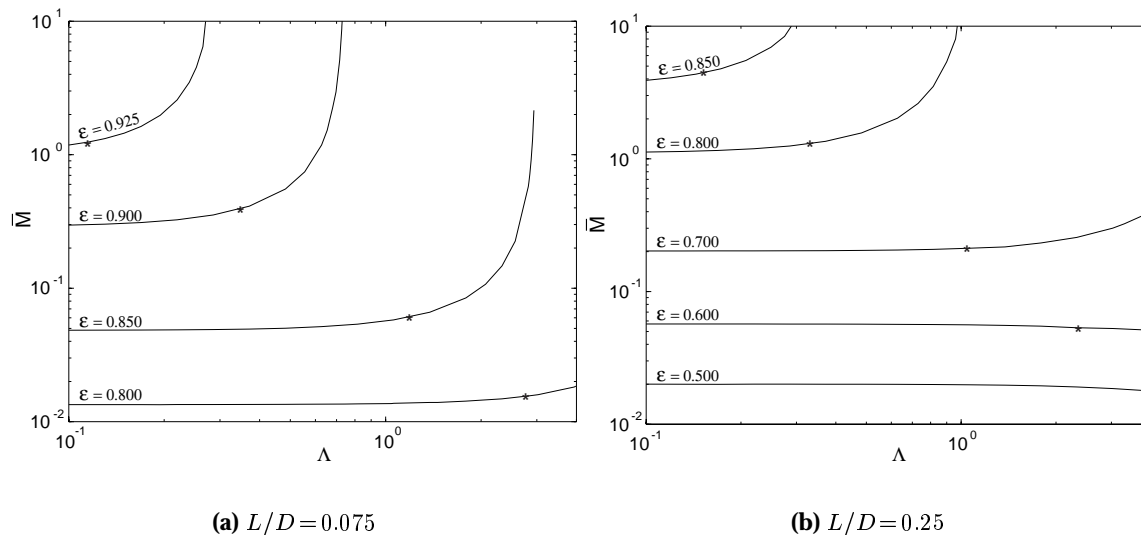 10^1
10^0
10^-1
10^-2
M̅
ε = 0.925
ε = 0.900
ε = 0.850
ε = 0.800
10^-1
10^0
Λ
(a) L/D = 0.075
10^1
10^0
10^-1
10^-2
M̅
ε = 0.850
ε = 0.800
ε = 0.700
ε = 0.600
ε = 0.500
10^-1
10^0
Λ
(b) L/D = 0.25